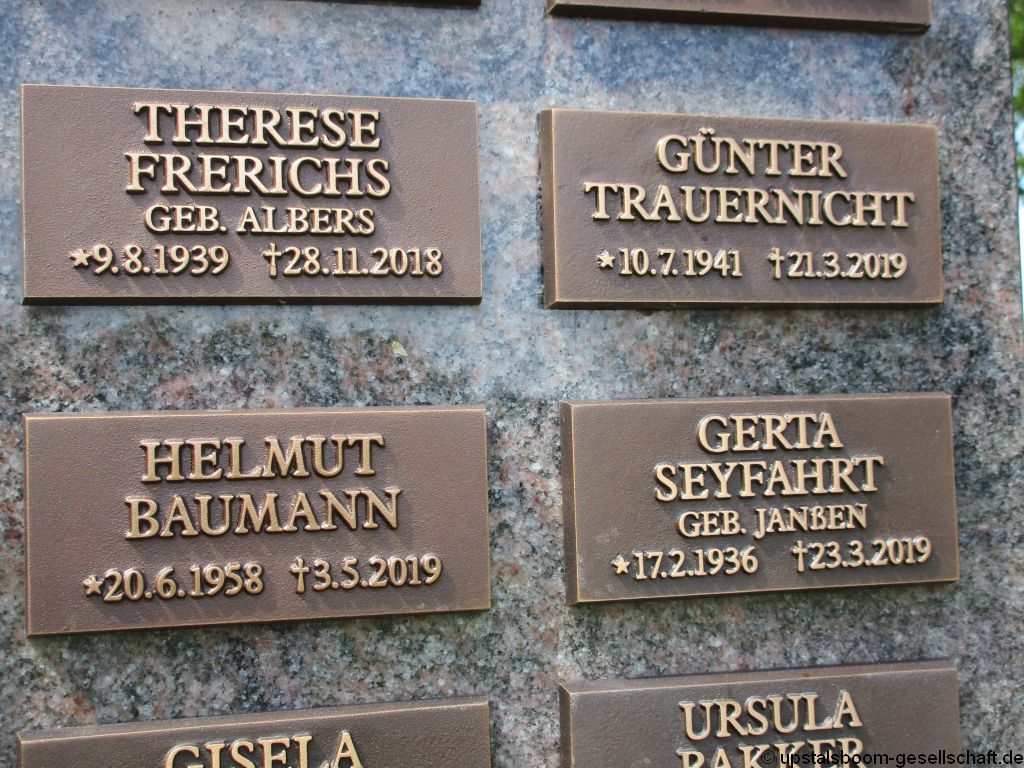 THERESE
FRERICHS
GEB. ALBERS
*9.8.1939 †28.11.2018
GÜNTER
TRAUERNICHT
*10.7.1941 †21.3.2019
HELMUT
BAUMANN
*20.6.1958 †3.5.2019
GERTA
SEYFAHRT
GEB. JANßEN
*17.2.1936 †23.3.2019
GISELA
URSULA
BAKKER
© upstalsboom-gesellschaft.de